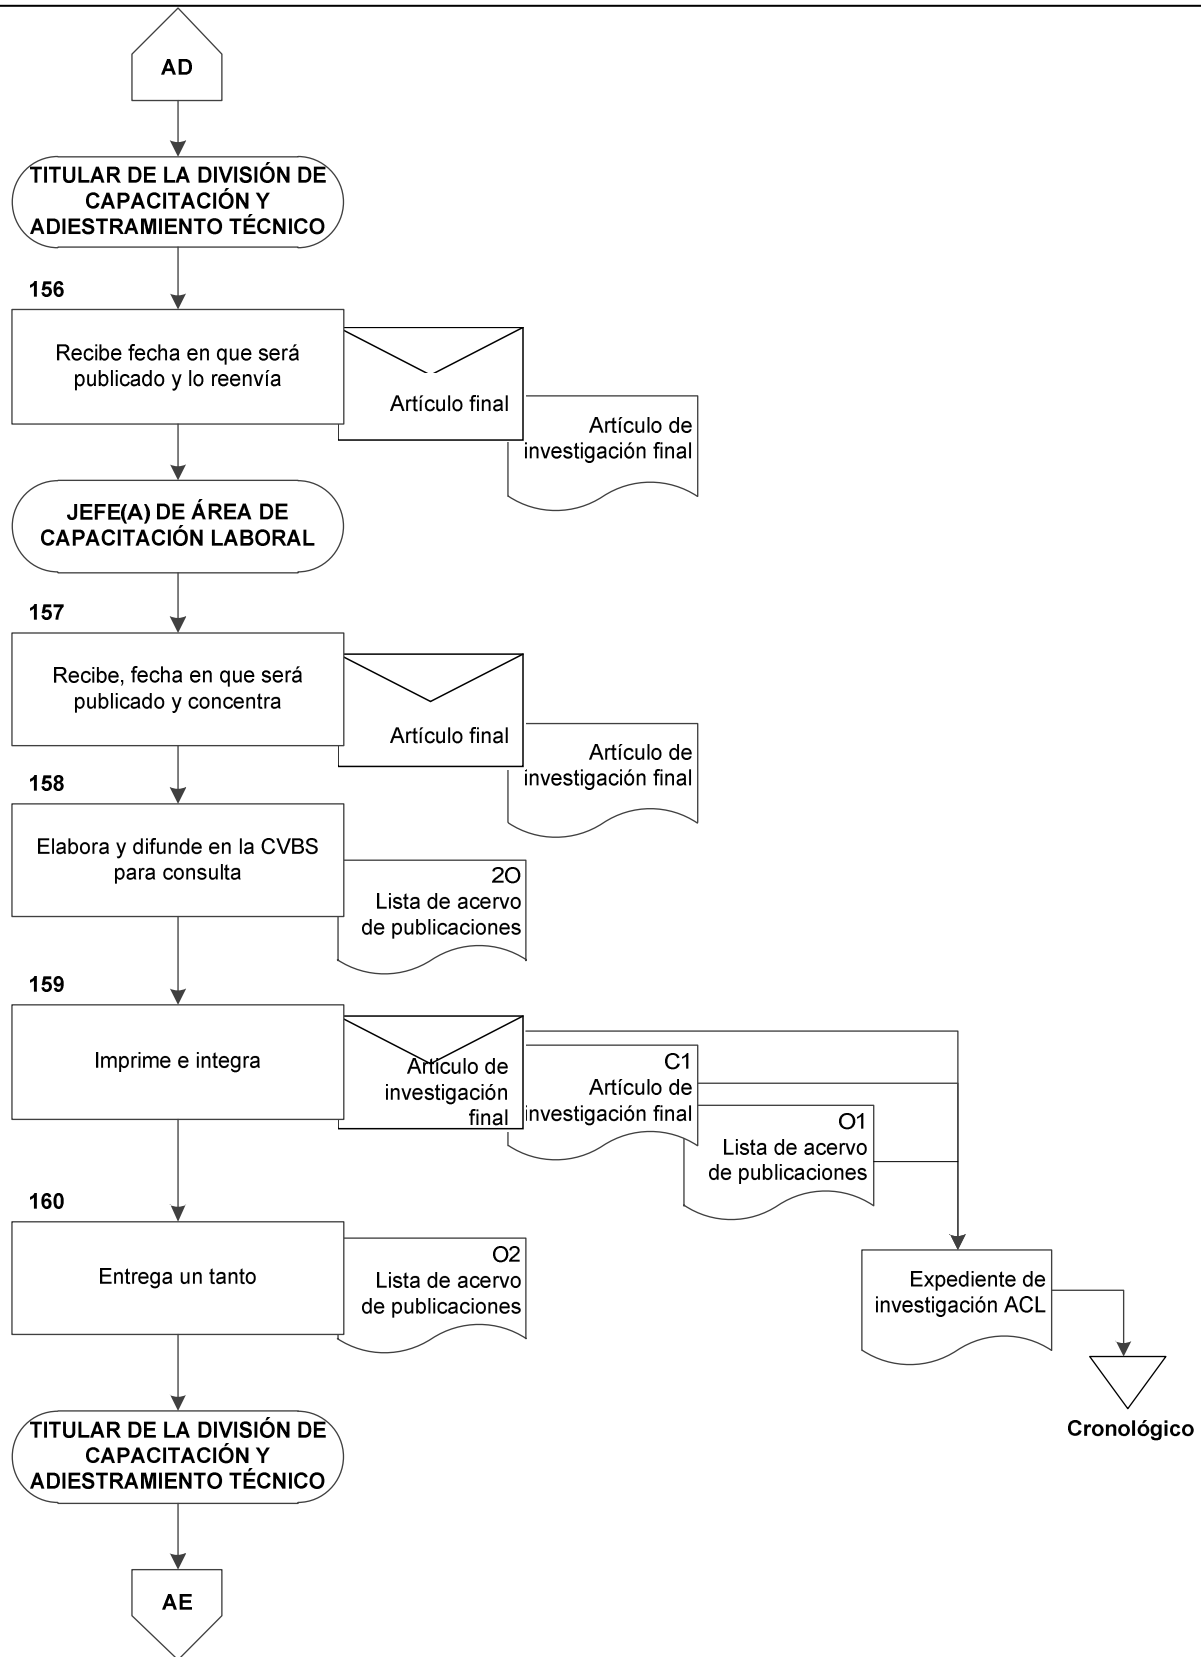 AD
TITULAR DE LA DIVISIÓN DE
CAPACITACIÓN Y
ADIESTRAMIENTO TÉCNICO
156
Recibe fecha en que será
publicado y lo reenvía
Artículo final
Artículo de
investigación final
JEFE(A) DE ÁREA DE
CAPACITACIÓN LABORAL
157
Recibe, fecha en que será
publicado y concentra
Artículo final
Artículo de
investigación final
158
Elabora y difunde en la CVBS
para consulta
2O
Lista de acervo
de publicaciones
159
Imprime e integra
Artículo de
investigación
final
C1
Artículo de
investigación final
O1
Lista de acervo
de publicaciones
160
Entrega un tanto
O2
Lista de acervo
de publicaciones
Expediente de
investigación ACL
Cronológico
TITULAR DE LA DIVISIÓN DE
CAPACITACIÓN Y
ADIESTRAMIENTO TÉCNICO
AE